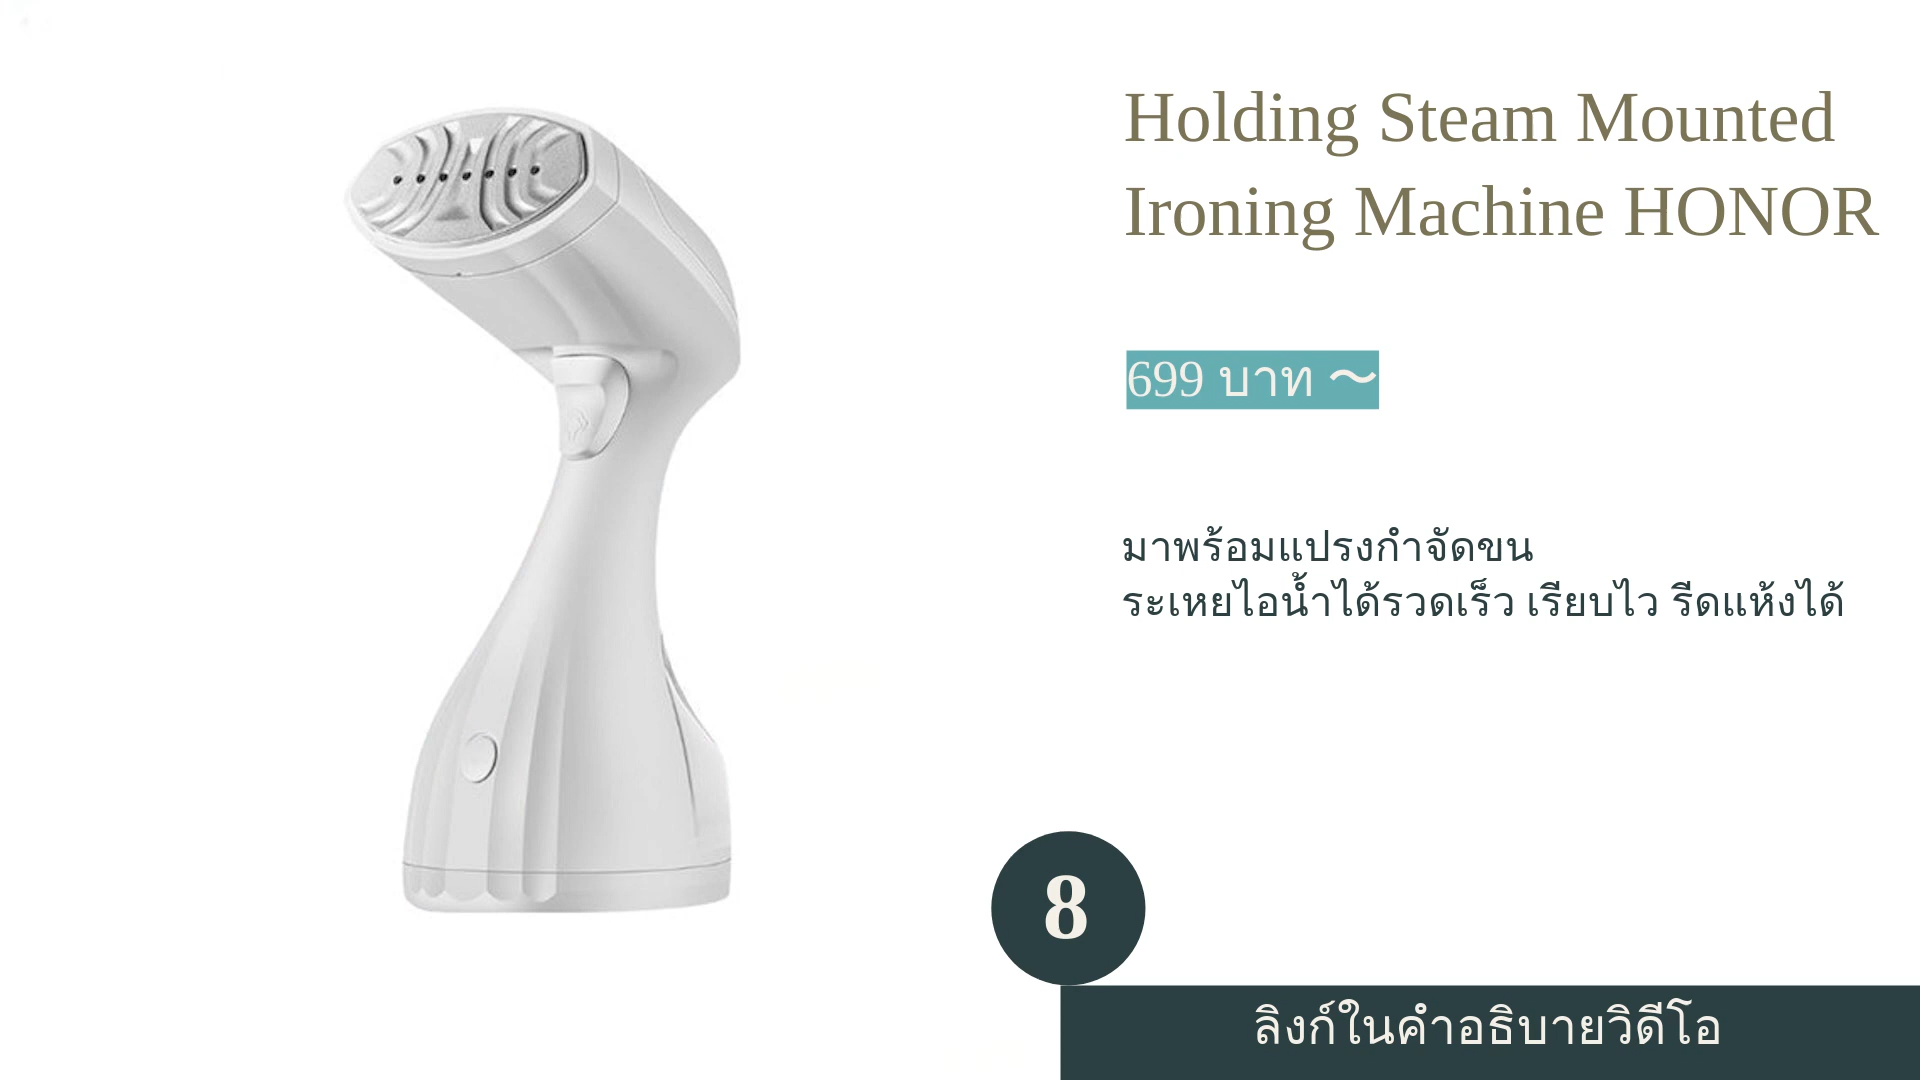 Holding Steam Mounted
Ironing Machine HONOR
699 บาท ～
มาพร้อมแปรงกำจัดขน
ระเหยไอน้ำได้รวดเร็ว เรียบไว รีดแห้งได้
8
ลิงก์ในคำอธิบายวิดีโอ